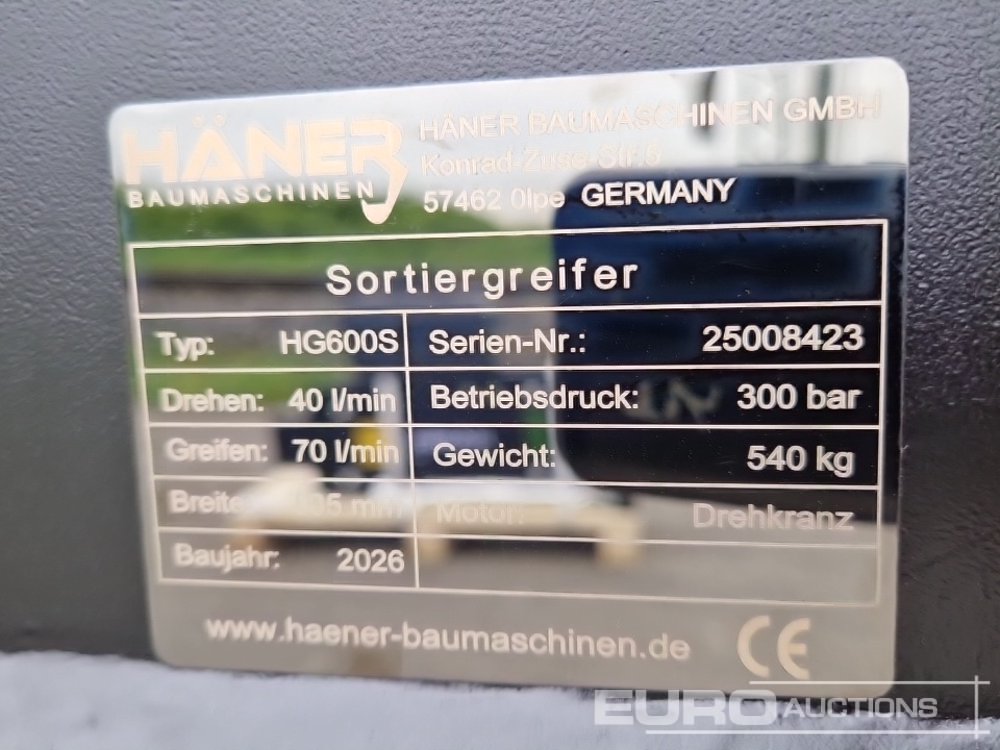 HÄNER
BAUMASCHINEN
HÄNER BAUMASCHINEN GMBH
Konrad-Zuse-Str.5
57462 Olpe GERMANY
Sortiergreifer
Typ: HG600S Serien-Nr.: 25008423
Drehen: 40 l/min Betriebsdruck: 300 bar
Greifen: 70 l/min Gewicht: 540 kg
Breite: mm Motor: Drehkranz
Baujahr: 2026
www.haener-baumaschinen.de CE
EURO AUCTIONS